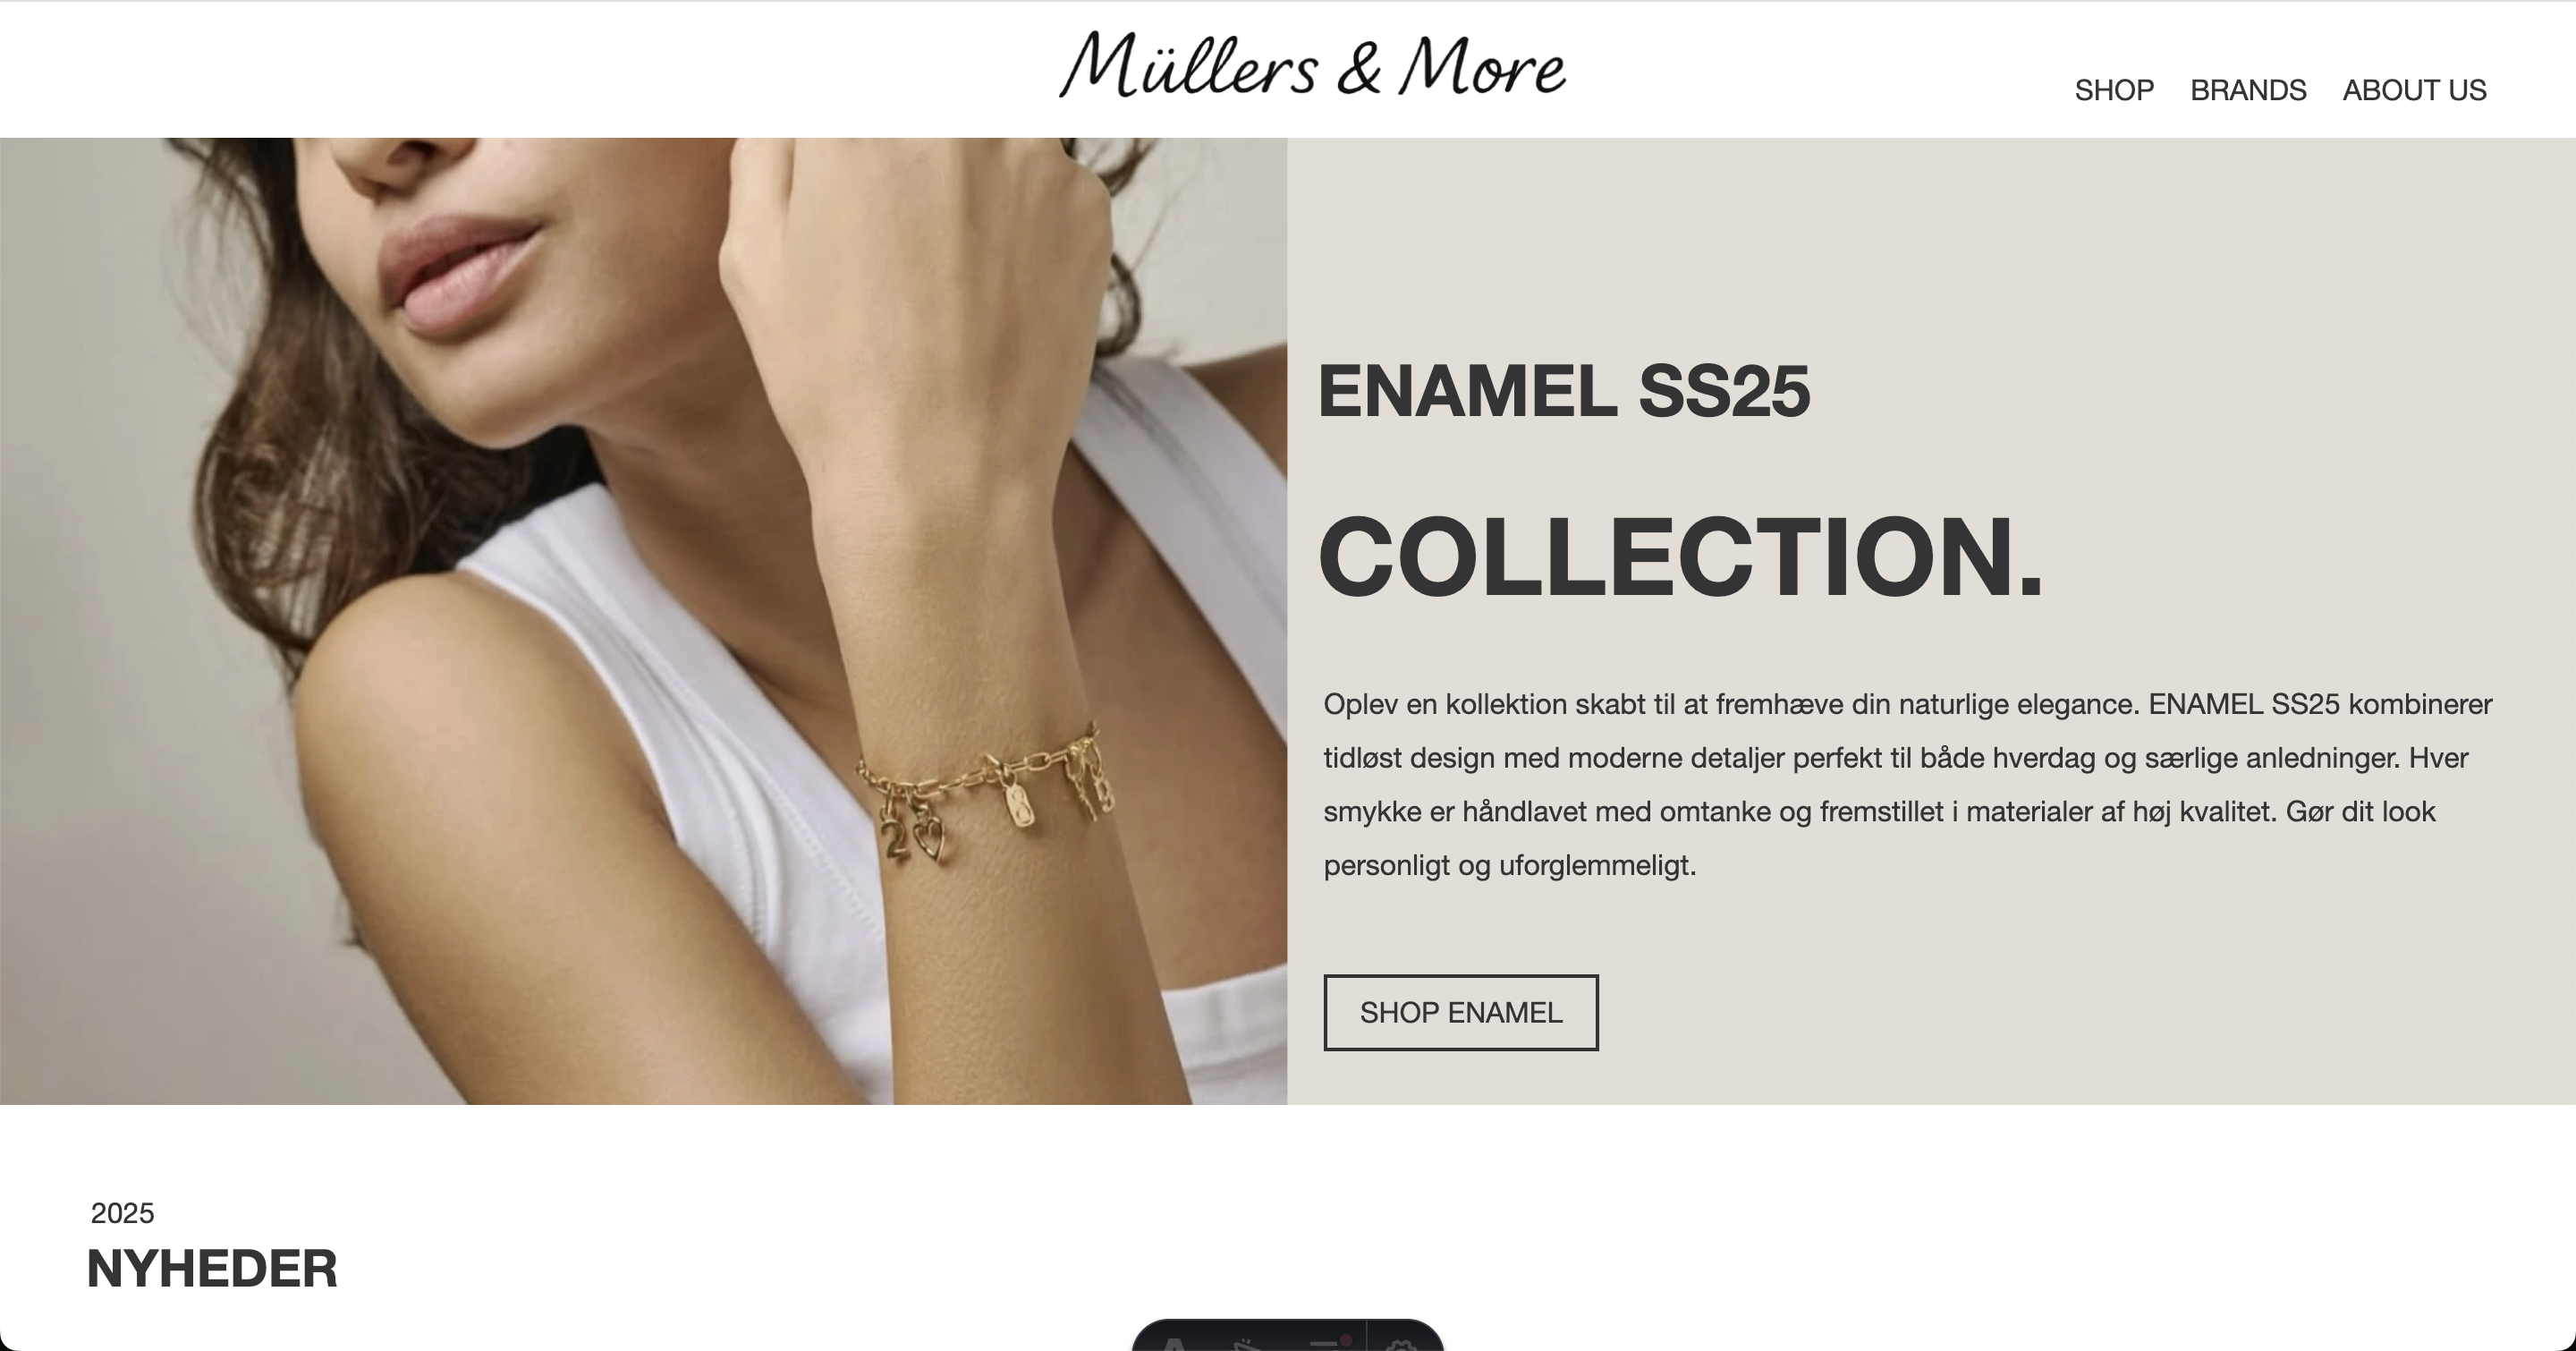 Müllers & More
SHOP BRANDS ABOUT US
ENAMEL SS25
COLLECTION.
Oplev en kollektion skabt til at fremhæve din naturlige elegance. ENAMEL SS25 kombinerer
tidløst design med moderne detaljer perfekt til både hverdag og særlige anledninger. Hver
smykke er håndlavet med omtanke og fremstillet i materialer af høj kvalitet. Gør dit look
personligt og uforglemmeligt.
2
B
SHOP ENAMEL
2025
NYHEDER